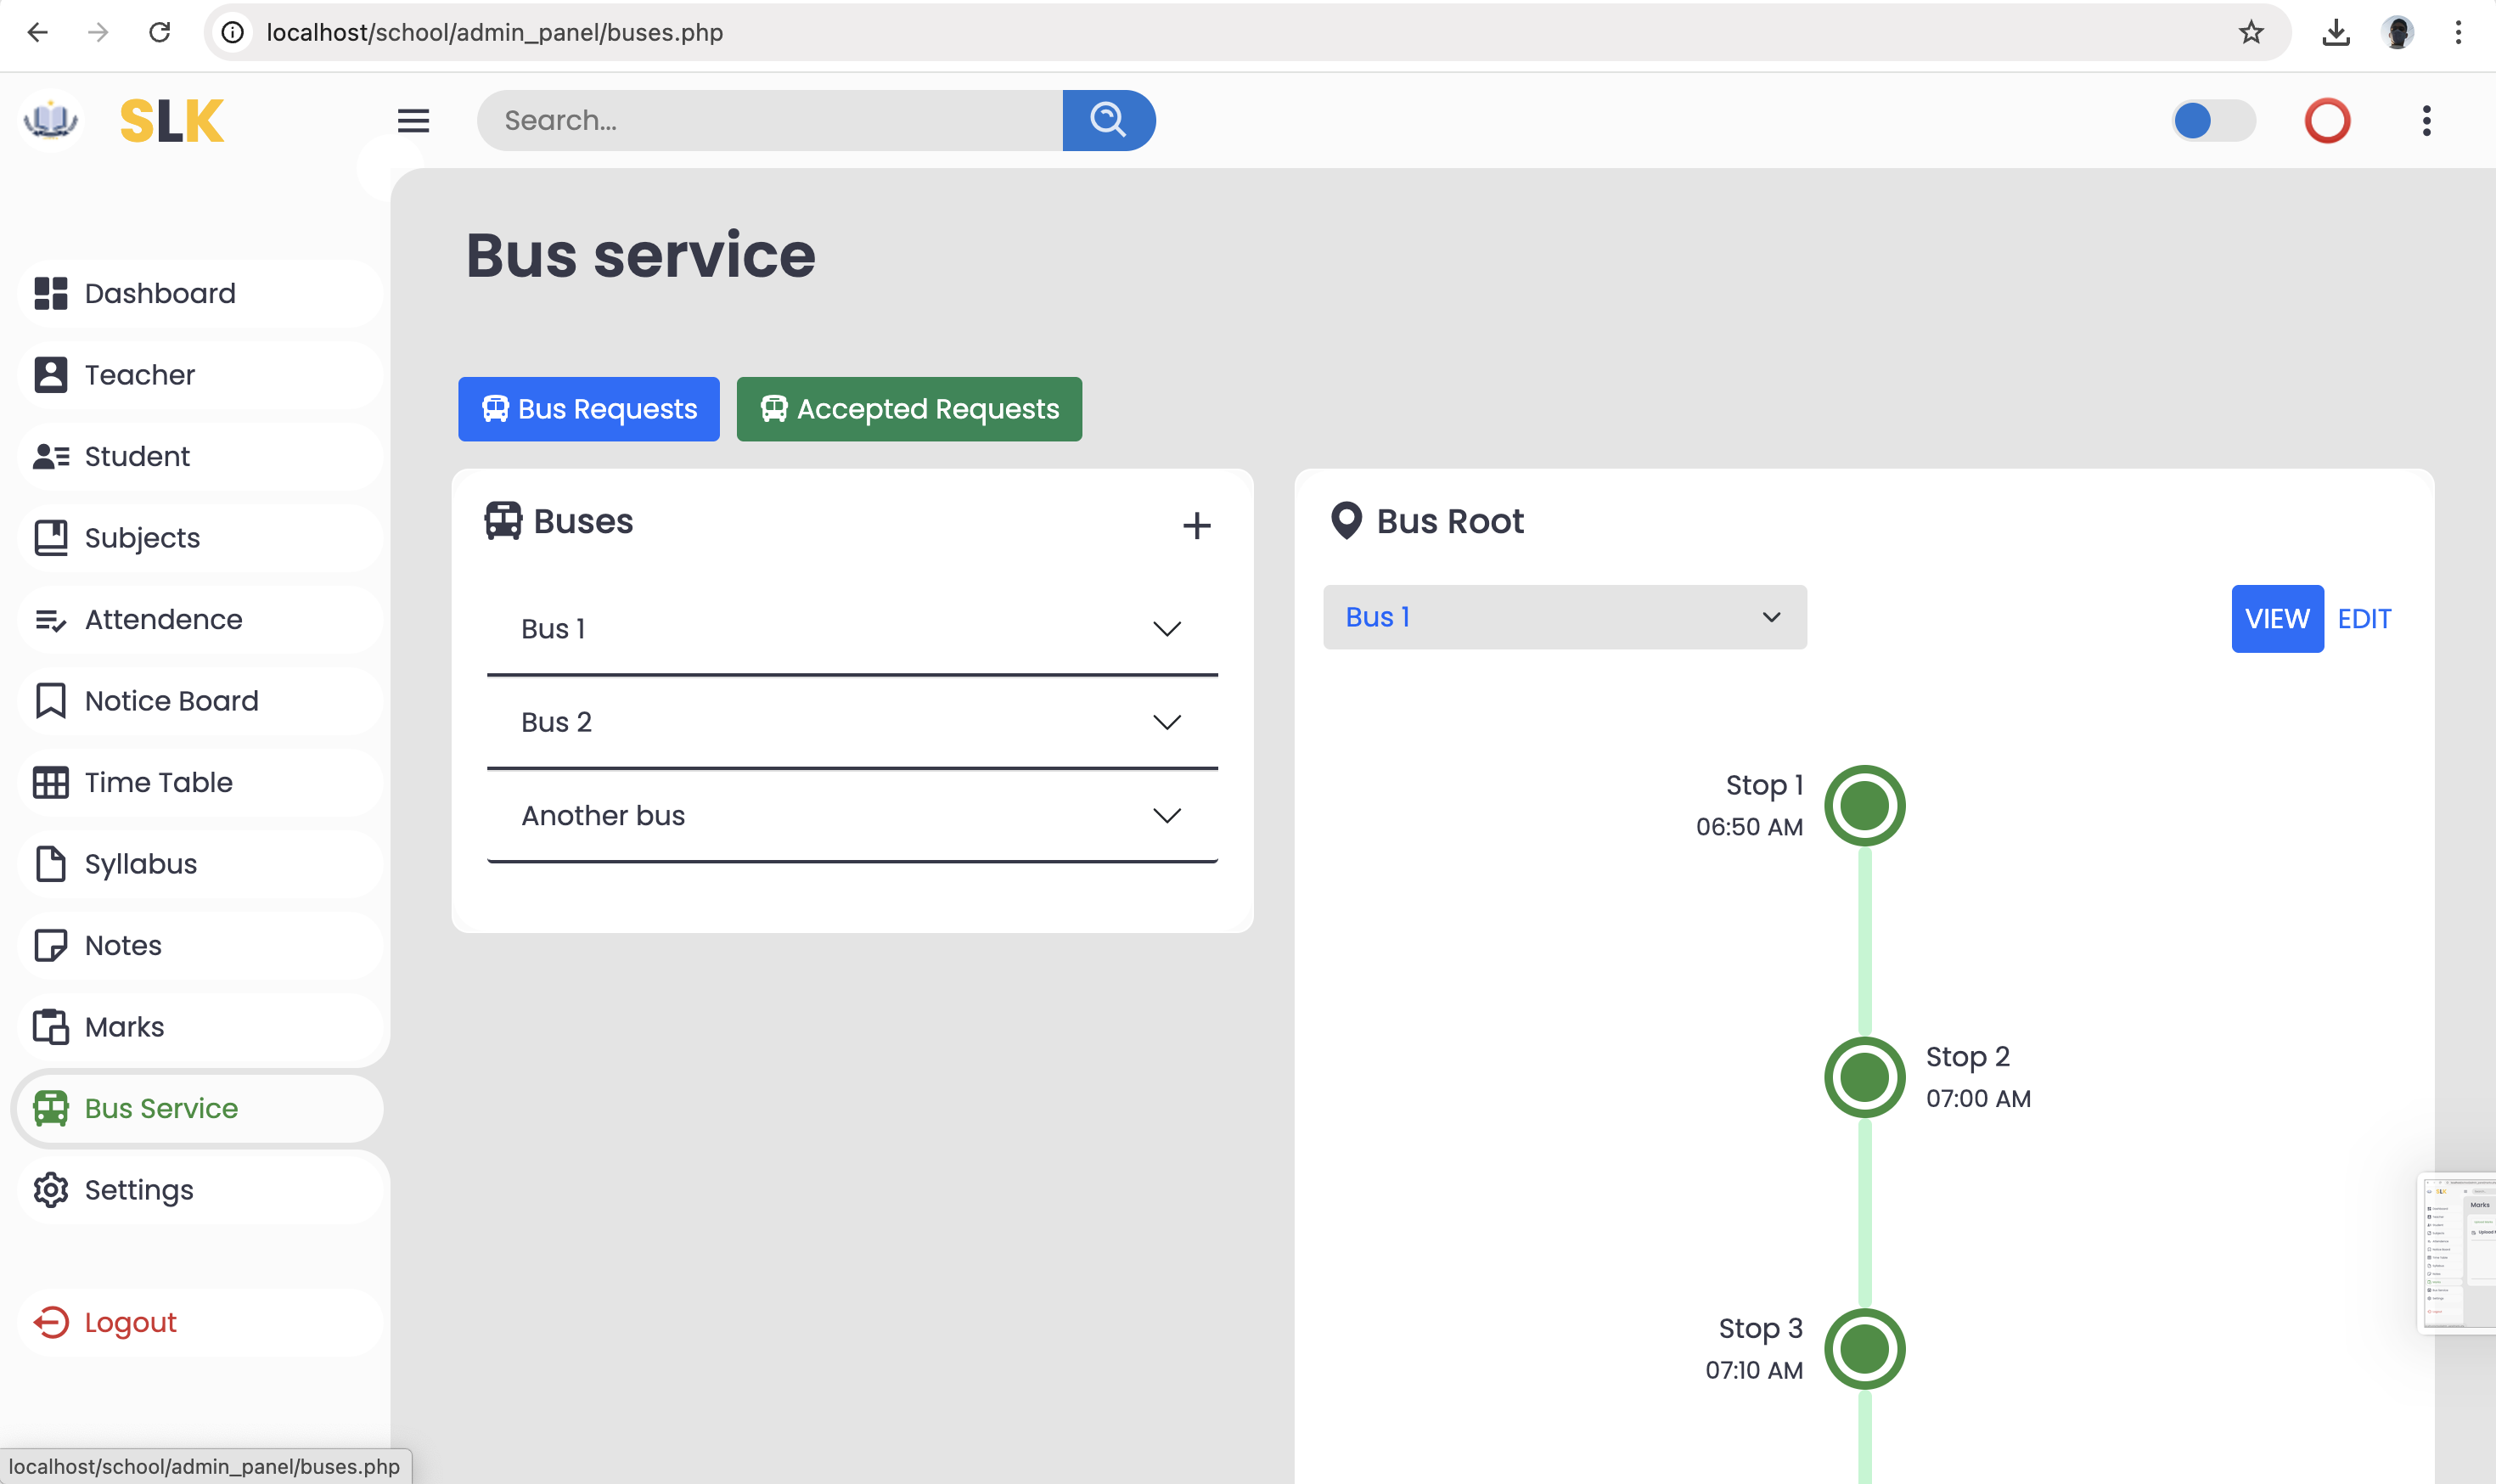 localhost/school/admin_panel/buses.php
SLK
Search...
Dashboard
Teacher
Student
Subjects
Attendence
Notice Board
Time Table
Syllabus
Notes
Marks
Bus Service
Settings
Logout
Bus service
Bus Requests
Accepted Requests
Buses
Bus 1
Bus 2
Another bus
Bus Root
Bus 1
VIEW
EDIT
Stop 1
06:50 AM
Stop 2
07:00 AM
Stop 3
07:10 AM
Marks
localhost/school/admin_panel/buses.php